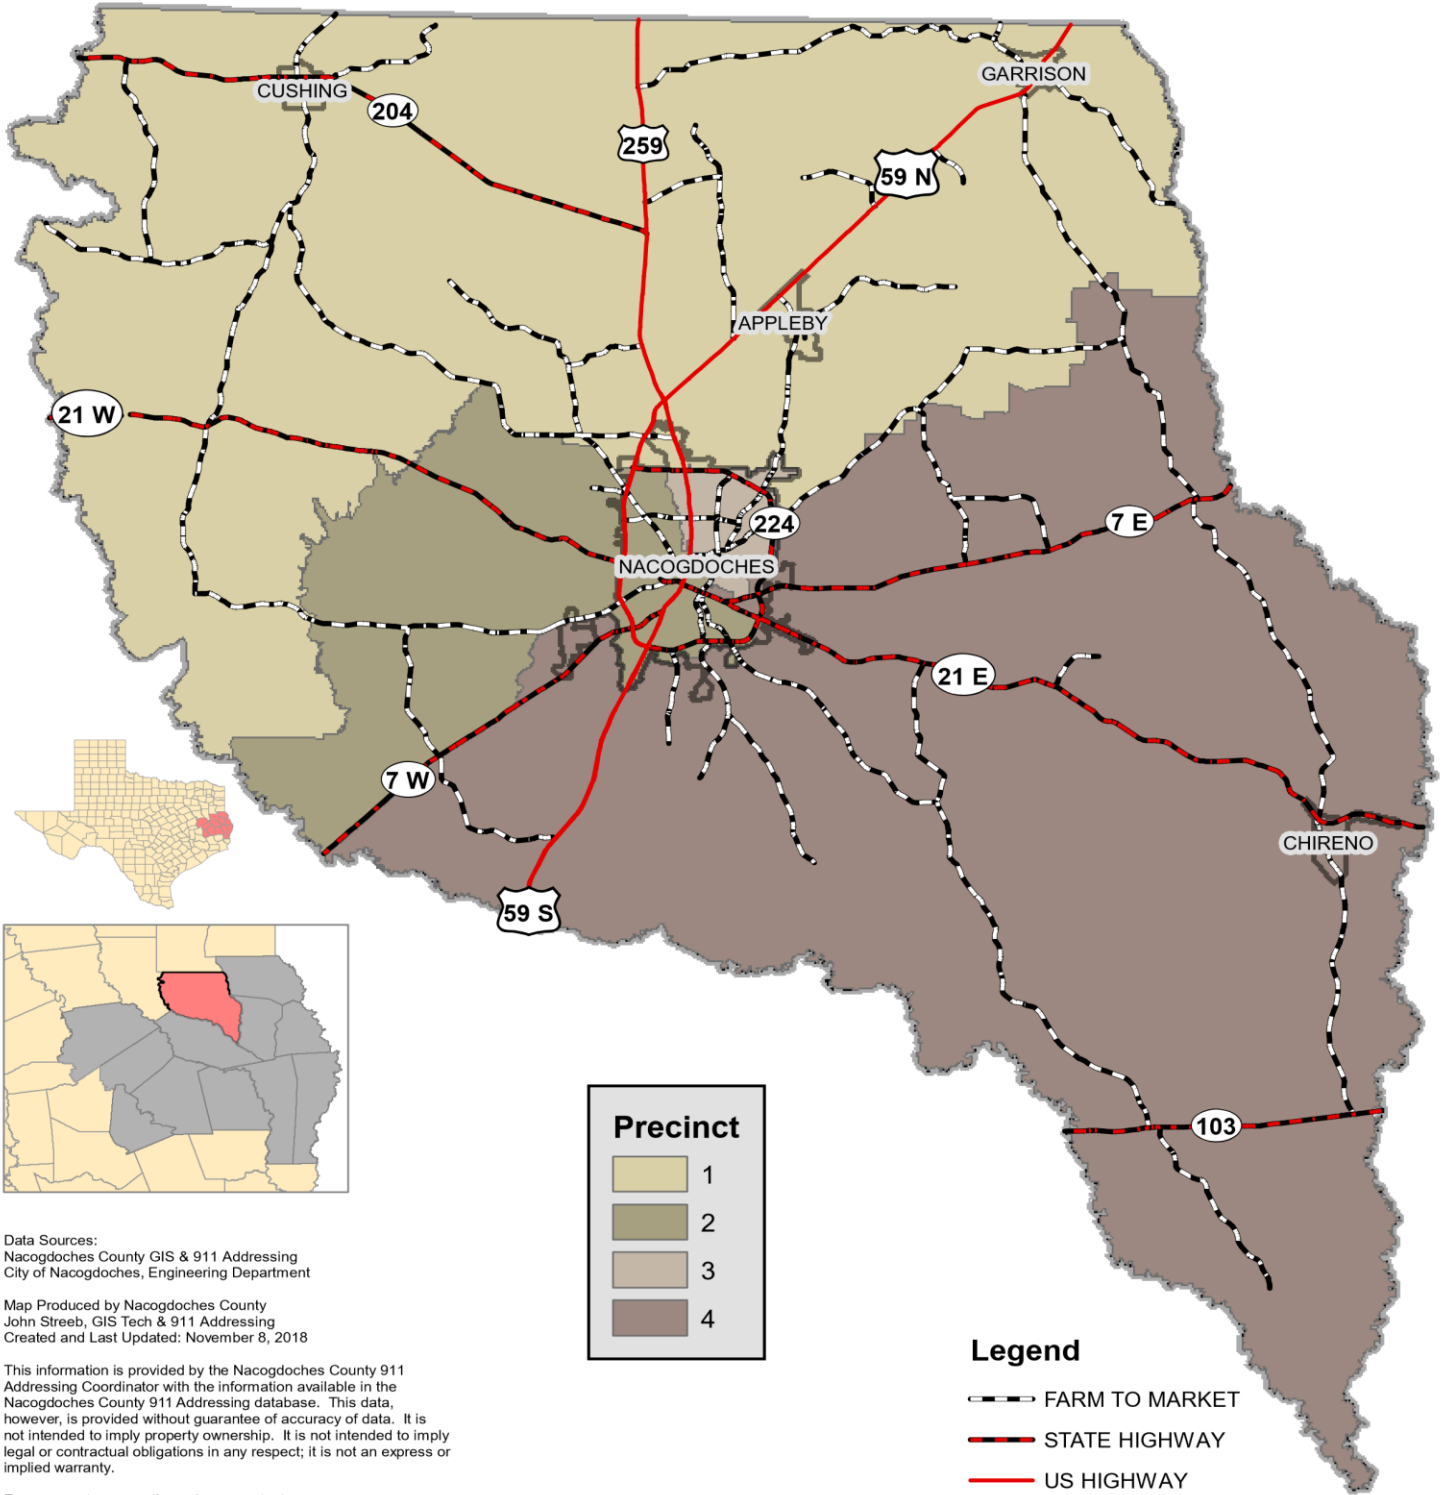 GARRISON
CUSHING
204
259
59 N
APPLEBY
21 W
224
7 E
NACOGDOCHES
21 E
7 W
CHIRENO
59 S
103
Precinct
1
2
3
4
Data Sources:
Nacogdoches County GIS & 911 Addressing
City of Nacogdoches, Engineering Department
Map Produced by Nacogdoches County
John Streeb, GIS Tech & 911 Addressing
Created and Last Updated: November 8, 2018
This information is provided by the Nacogdoches County 911
Addressing Coordinator with the information available in the
Nacogdoches County 911 Addressing database. This data,
however, is provided without guarantee of accuracy of data. It is
not intended to imply property ownership. It is not intended to imply
legal or contractual obligations in any respect; it is not an express or
implied warranty.
Legend
FARM TO MARKET
STATE HIGHWAY
US HIGHWAY